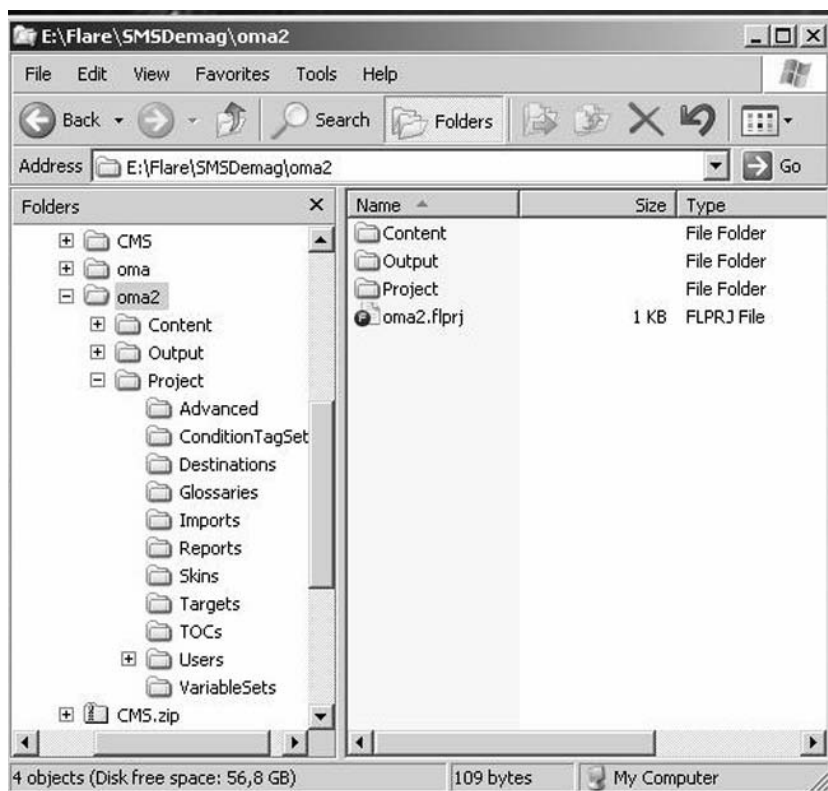 E:\Flare\SMSDemag\oma2
File Edit View Favorites Tools Help
Back Search Folders
Address E:\Flare\SMSDemag\oma2 Go
Folders
CMS
oma
oma2
Content
Output
Project
Advanced
ConditionTagSet
Destinations
Glossaries
Imports
Reports
Skins
Targets
TOCs
Users
VariableSets
CMS.zip
Name Size Type
Content File Folder
Output File Folder
Project File Folder
oma2.flprj 1 KB FLPRJ File
4 objects (Disk free space: 56,8 GB) 109 bytes My Computer